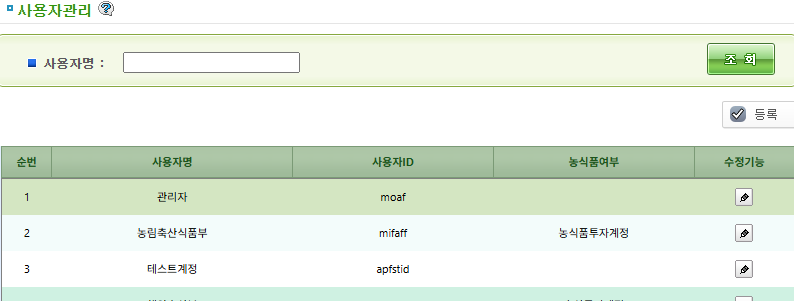 사용자관리 ?
사용자명 :
조 회
등록
순번 사용자명 사용자ID 농식품여부 수정기능
1 관리자 moaf
2 농림축산식품부 mifaff 농식품투자계정
3 테스트계정 apfstid